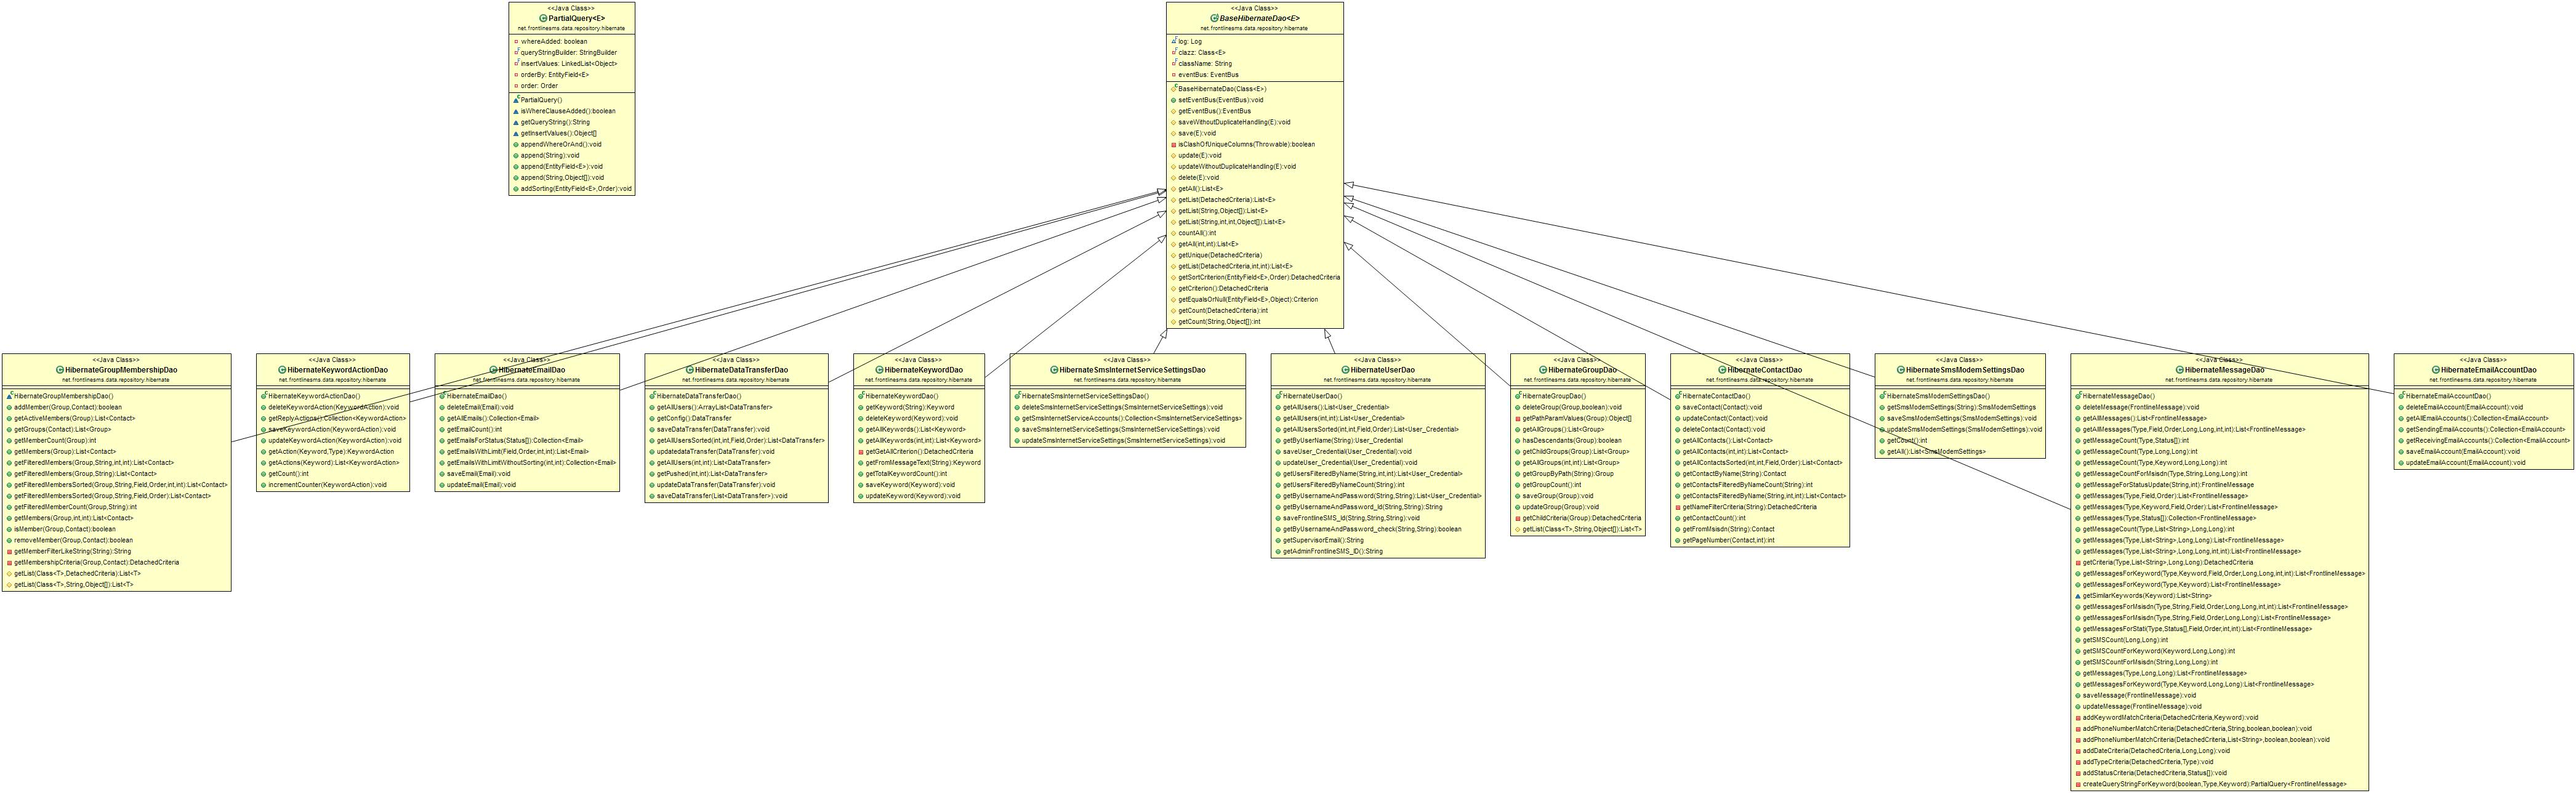 <<Java Class>>
PartialQuery<E>
net.frontlinesms.data.repository.hibernate
whereAdded: boolean
queryStringBuilder: StringBuilder
insertValues: LinkedList<Object>
orderBy: EntityField<E>
order: Order
PartialQuery()
isWhereClauseAdded():boolean
getQueryString():String
getInsertValues():Object[]
appendWhereOrAnd():void
append(String):void
append(EntityField<E>):void
append(String,Object[]):void
addSorting(EntityField<E>,Order):void
<<Java Class>>
BaseHibernateDao<E>
net.frontlinesms.data.repository.hibernate
log: Log
clazz: Class<E>
className: String
eventBus: EventBus
BaseHibernateDao(Class<E>)
setEventBus(EventBus):void
getEventBus():EventBus
saveWithoutDuplicateHandling(E):void
save(E):void
isClashOfUniqueColumns(Throwable):boolean
update(E):void
updateWithoutDuplicateHandling(E):void
delete(E):void
getAll():List<E>
getList(DetachedCriteria):List<E>
getList(String,Object[]):List<E>
getList(String,int,int,Object[]):List<E>
countAll():int
getAll(int,int):List<E>
getUnique(DetachedCriteria)
getList(DetachedCriteria,int,int):List<E>
getSortCriterion(EntityField<E>,Order):DetachedCriteria
getCriterion():DetachedCriteria
getEqualsOrNull(EntityField<E>,Object):Criterion
getCount(DetachedCriteria):int
getCount(String,Object[]):int
<<Java Class>>
HibernateGroupMembershipDao
net.frontlinesms.data.repository.hibernate
HibernateGroupMembershipDao()
addMember(Group,Contact):boolean
getActiveMembers(Group):List<Contact>
getGroups(Contact):List<Group>
getMemberCount(Group):int
getMembers(Group):List<Contact>
getFilteredMembers(Group,String,int,int):List<Contact>
getFilteredMembers(Group,String):List<Contact>
getFilteredMembersSorted(Group,String,Field,Order,int,int):List<Contact>
getFilteredMembersSorted(Group,String,Field,Order):List<Contact>
getFilteredMemberCount(Group,String):int
getMembers(Group,int,int):List<Contact>
isMember(Group,Contact):boolean
removeMember(Group,Contact):boolean
getMemberFilterLikeString(String):String
getMembershipCriteria(Group,Contact):DetachedCriteria
getList(Class<T>,DetachedCriteria):List<T>
getList(Class<T>,String,Object[]):List<T>
<<Java Class>>
HibernateKeywordActionDao
net.frontlinesms.data.repository.hibernate
HibernateKeywordActionDao()
deleteKeywordAction(KeywordAction):void
getReplyActions():Collection<KeywordAction>
saveKeywordAction(KeywordAction):void
updateKeywordAction(KeywordAction):void
getAction(Keyword,Type):KeywordAction
getActions(Keyword):List<KeywordAction>
getCount():int
incrementCounter(KeywordAction):void
<<Java Class>>
HibernateEmailDao
net.frontlinesms.data.repository.hibernate
HibernateEmailDao()
deleteEmail(Email):void
getAllEmails():Collection<Email>
getEmailCount():int
getEmailsForStatus(Status[]):Collection<Email>
getEmailsWithLimit(Field,Order,int,int):List<Email>
getEmailsWithLimitWithoutSorting(int,int):Collection<Email>
saveEmail(Email):void
updateEmail(Email):void
<<Java Class>>
HibernateDataTransferDao
net.frontlinesms.data.repository.hibernate
HibernateDataTransferDao()
getAllUsers():ArrayList<DataTransfer>
getConfig():DataTransfer
saveDataTransfer(DataTransfer):void
getAllUsersSorted(int,int,Field,Order):List<DataTransfer>
updatedataTransfer(DataTransfer):void
getAllUsers(int,int):List<DataTransfer>
getPushed(int,int):List<DataTransfer>
updateDataTransfer(DataTransfer):void
saveDataTransfer(List<DataTransfer>):void
<<Java Class>>
HibernateKeywordDao
net.frontlinesms.data.repository.hibernate
HibernateKeywordDao()
getKeyword(String):Keyword
deleteKeyword(Keyword):void
getAllKeywords():List<Keyword>
getAllKeywords(int,int):List<Keyword>
getGetAllCriterion():DetachedCriteria
getFromMessageText(String):Keyword
getTotalKeywordCount():int
saveKeyword(Keyword):void
updateKeyword(Keyword):void
<<Java Class>>
HibernateSmsInternetServiceSettingsDao
net.frontlinesms.data.repository.hibernate
HibernateSmsInternetServiceSettingsDao()
deleteSmsInternetServiceSettings(SmsInternetServiceSettings):void
getSmsInternetServiceAccounts():Collection<SmsInternetServiceSettings>
saveSmsInternetServiceSettings(SmsInternetServiceSettings):void
updateSmsInternetServiceSettings(SmsInternetServiceSettings):void
<<Java Class>>
HibernateUserDao
net.frontlinesms.data.repository.hibernate
HibernateUserDao()
getAllUsers():List<User_Credential>
getAllUsers(int,int):List<User_Credential>
getAllUsersSorted(int,int,Field,Order):List<User_Credential>
getByUserName(String):User_Credential
saveUser_Credential(User_Credential):void
updateUser_Credential(User_Credential):void
getUsersFilteredByName(String,int,int):List<User_Credential>
getUsersFilteredByNameCount(String):int
getByUsernameAndPassword(String,String):List<User_Credential>
getByUsernameAndPassword_Id(String,String):String
saveFrontlineSMS_Id(String,String,String):void
getByUsernameAndPassword_check(String,String):boolean
getSupervisorEmail():String
getAdminFrontlineSMS_ID():String
<<Java Class>>
HibernateGroupDao
net.frontlinesms.data.repository.hibernate
HibernateGroupDao()
deleteGroup(Group,boolean):void
getPathParamValues(Group):Object[]
getAllGroups():List<Group>
hasDescendants(Group):boolean
getChildGroups(Group):List<Group>
getAllGroups(int,int):List<Group>
getGroupByPath(String):Group
getGroupCount():int
saveGroup(Group):void
updateGroup(Group):void
getChildCriteria(Group):DetachedCriteria
getList(Class<T>,String,Object[]):List<T>
<<Java Class>>
HibernateContactDao
net.frontlinesms.data.repository.hibernate
HibernateContactDao()
saveContact(Contact):void
updateContact(Contact):void
deleteContact(Contact):void
getAllContacts():List<Contact>
getAllContacts(int,int):List<Contact>
getAllContactsSorted(int,int,Field,Order):List<Contact>
getContactByName(String):Contact
getContactsFilteredByNameCount(String):int
getContactsFilteredByName(String,int,int):List<Contact>
getNameFilterCriteria(String):DetachedCriteria
getContactCount():int
getFromMsisdn(String):Contact
getPageNumber(Contact,int):int
<<Java Class>>
HibernateSmsModemSettingsDao
net.frontlinesms.data.repository.hibernate
HibernateSmsModemSettingsDao()
getSmsModemSettings(String):SmsModemSettings
saveSmsModemSettings(SmsModemSettings):void
updateSmsModemSettings(SmsModemSettings):void
getCount():int
getAll():List<SmsModemSettings>
<<Java Class>>
HibernateMessageDao
net.frontlinesms.data.repository.hibernate
HibernateMessageDao()
deleteMessage(FrontlineMessage):void
getAllMessages():List<FrontlineMessage>
getAllMessages(Type,Field,Order,Long,Long,int,int):List<FrontlineMessage>
getMessageCount(Type,Status[]):int
getMessageCount(Type,Long,Long):int
getMessageCount(Type,Keyword,Long,Long):int
getMessageCountForMsisdn(Type,String,Long,Long):int
getMessageForStatusUpdate(String,int):FrontlineMessage
getMessages(Type,Field,Order):List<FrontlineMessage>
getMessages(Type,Keyword,Field,Order):List<FrontlineMessage>
getMessages(Type,Status[]):Collection<FrontlineMessage>
getMessageCount(Type,List<String>,Long,Long):int
getMessages(Type,List<String>,Long,Long):List<FrontlineMessage>
getMessages(Type,List<String>,Long,Long,int,int):List<FrontlineMessage>
getCriteria(Type,List<String>,Long,Long):DetachedCriteria
getMessagesForKeyword(Type,Keyword,Field,Order,Long,Long,int,int):List<FrontlineMessage>
getMessagesForKeyword(Type,Keyword):List<FrontlineMessage>
getSimilarKeywords(Keyword):List<String>
getMessagesForMsisdn(Type,String,Field,Order,Long,Long,int,int):List<FrontlineMessage>
getMessagesForMsisdn(Type,String,Field,Order,Long,Long):List<FrontlineMessage>
getMessagesForStati(Type,Status[],Field,Order,int,int):List<FrontlineMessage>
getSMSCount(Long,Long):int
getSMSCountForKeyword(Keyword,Long,Long):int
getSMSCountForMsisdn(String,Long,Long):int
getMessages(Type,Long,Long):List<FrontlineMessage>
getMessagesForKeyword(Type,Keyword,Long,Long):List<FrontlineMessage>
saveMessage(FrontlineMessage):void
updateMessage(FrontlineMessage):void
addKeywordMatchCriteria(DetachedCriteria,Keyword):void
addPhoneNumberMatchCriteria(DetachedCriteria,String,boolean,boolean):void
addPhoneNumberMatchCriteria(DetachedCriteria,List<String>,boolean,boolean):void
addDateCriteria(DetachedCriteria,Long,Long):void
addTypeCriteria(DetachedCriteria,Type):void
addStatusCriteria(DetachedCriteria,Status[]):void
createQueryStringForKeyword(boolean,Type,Keyword):PartialQuery<FrontlineMessage>
<<Java Class>>
HibernateEmailAccountDao
net.frontlinesms.data.repository.hibernate
HibernateEmailAccountDao()
deleteEmailAccount(EmailAccount):void
getAllEmailAccounts():Collection<EmailAccount>
getSendingEmailAccounts():Collection<EmailAccount>
getReceivingEmailAccounts():Collection<EmailAccount>
saveEmailAccount(EmailAccount):void
updateEmailAccount(EmailAccount):void